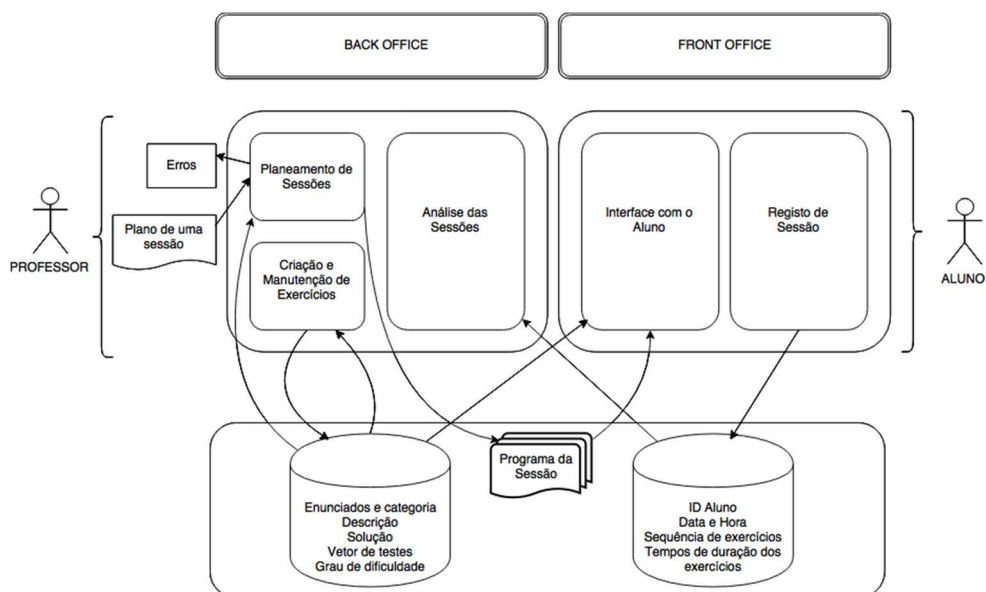 BACK OFFICE
FRONT OFFICE
Erros
Plano de uma
sessão
PROFESSOR
Planeamento de
Sessões
Criação e
Manutenção de
Exercícios
Análise das
Sessões
Interface com o
Aluno
Registo de
Sessão
ALUNO
Enunciados e categoria
Descrição
Solução
Vetor de testes
Grau de dificuldade
Programa da
Sessão
ID Aluno
Data e Hora
Sequência de exercícios
Tempos de duração dos
exercícios